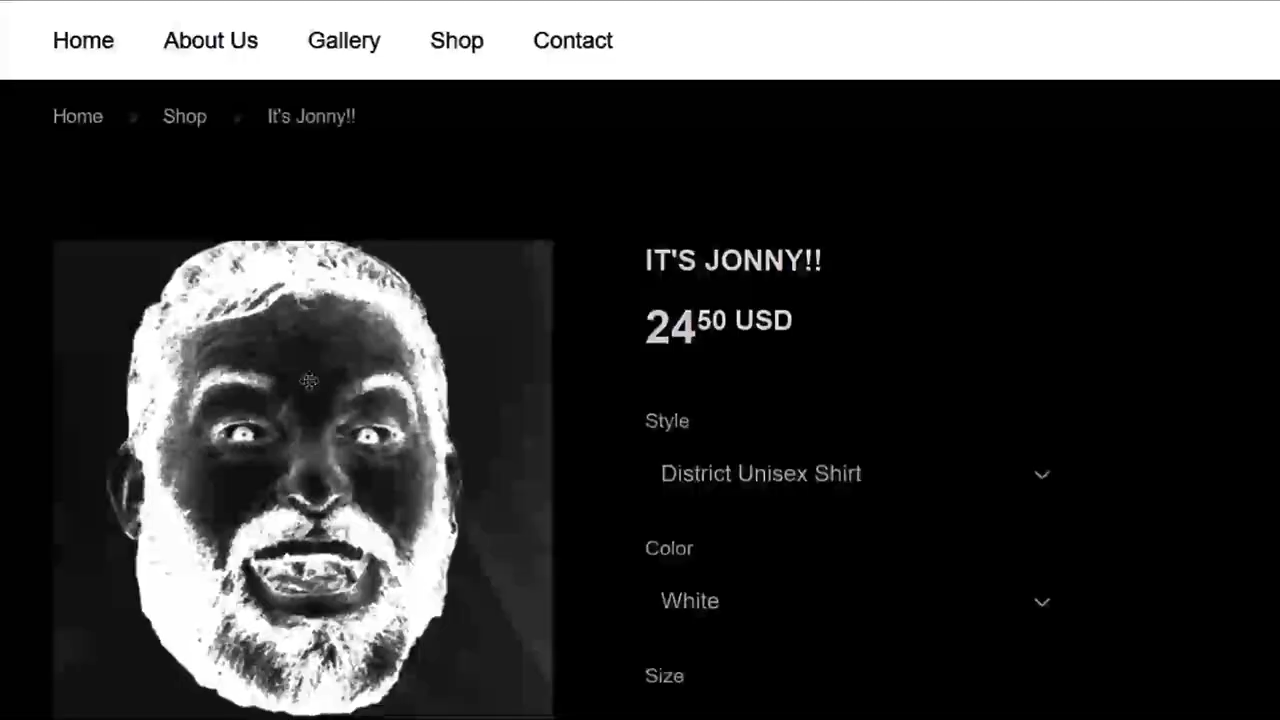 Home About Us Gallery Shop Contact
Home Shop It's Jonny!!
IT'S JONNY!!
2450 USD
Style
District Unisex Shirt
Color
White
Size